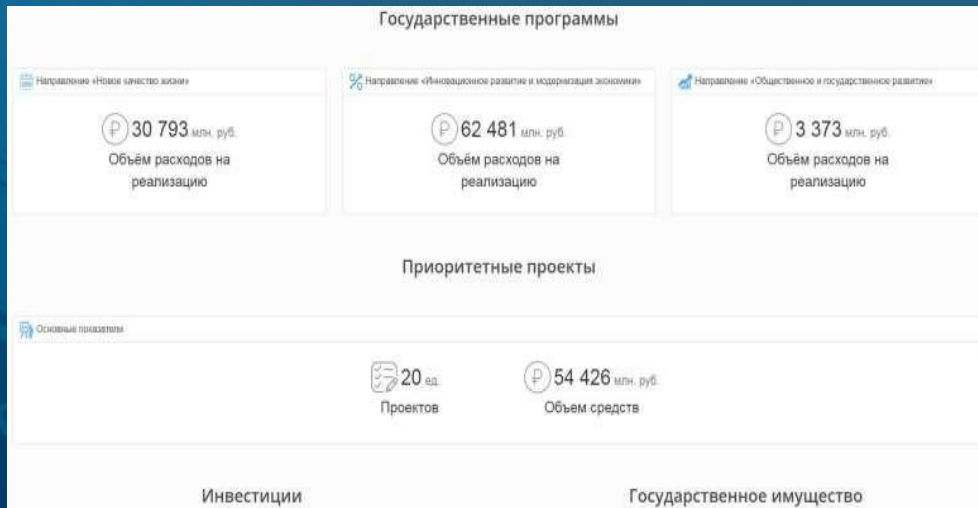 Государственные программы
Направление «Новое качество жизни»
30 793 млн. руб.
Объём расходов на
реализацию
Направление «Инновационное развитие и модернизация экономики»
62 481 млн. руб.
Объём расходов на
реализацию
Направление «Общественное и государственное развитие»
3 373 млн. руб.
Объём расходов на
реализацию
Приоритетные проекты
Основные показатели
20 ед.
Проектов
54 426 млн. руб.
Объем средств
Инвестиции
Государственное имущество